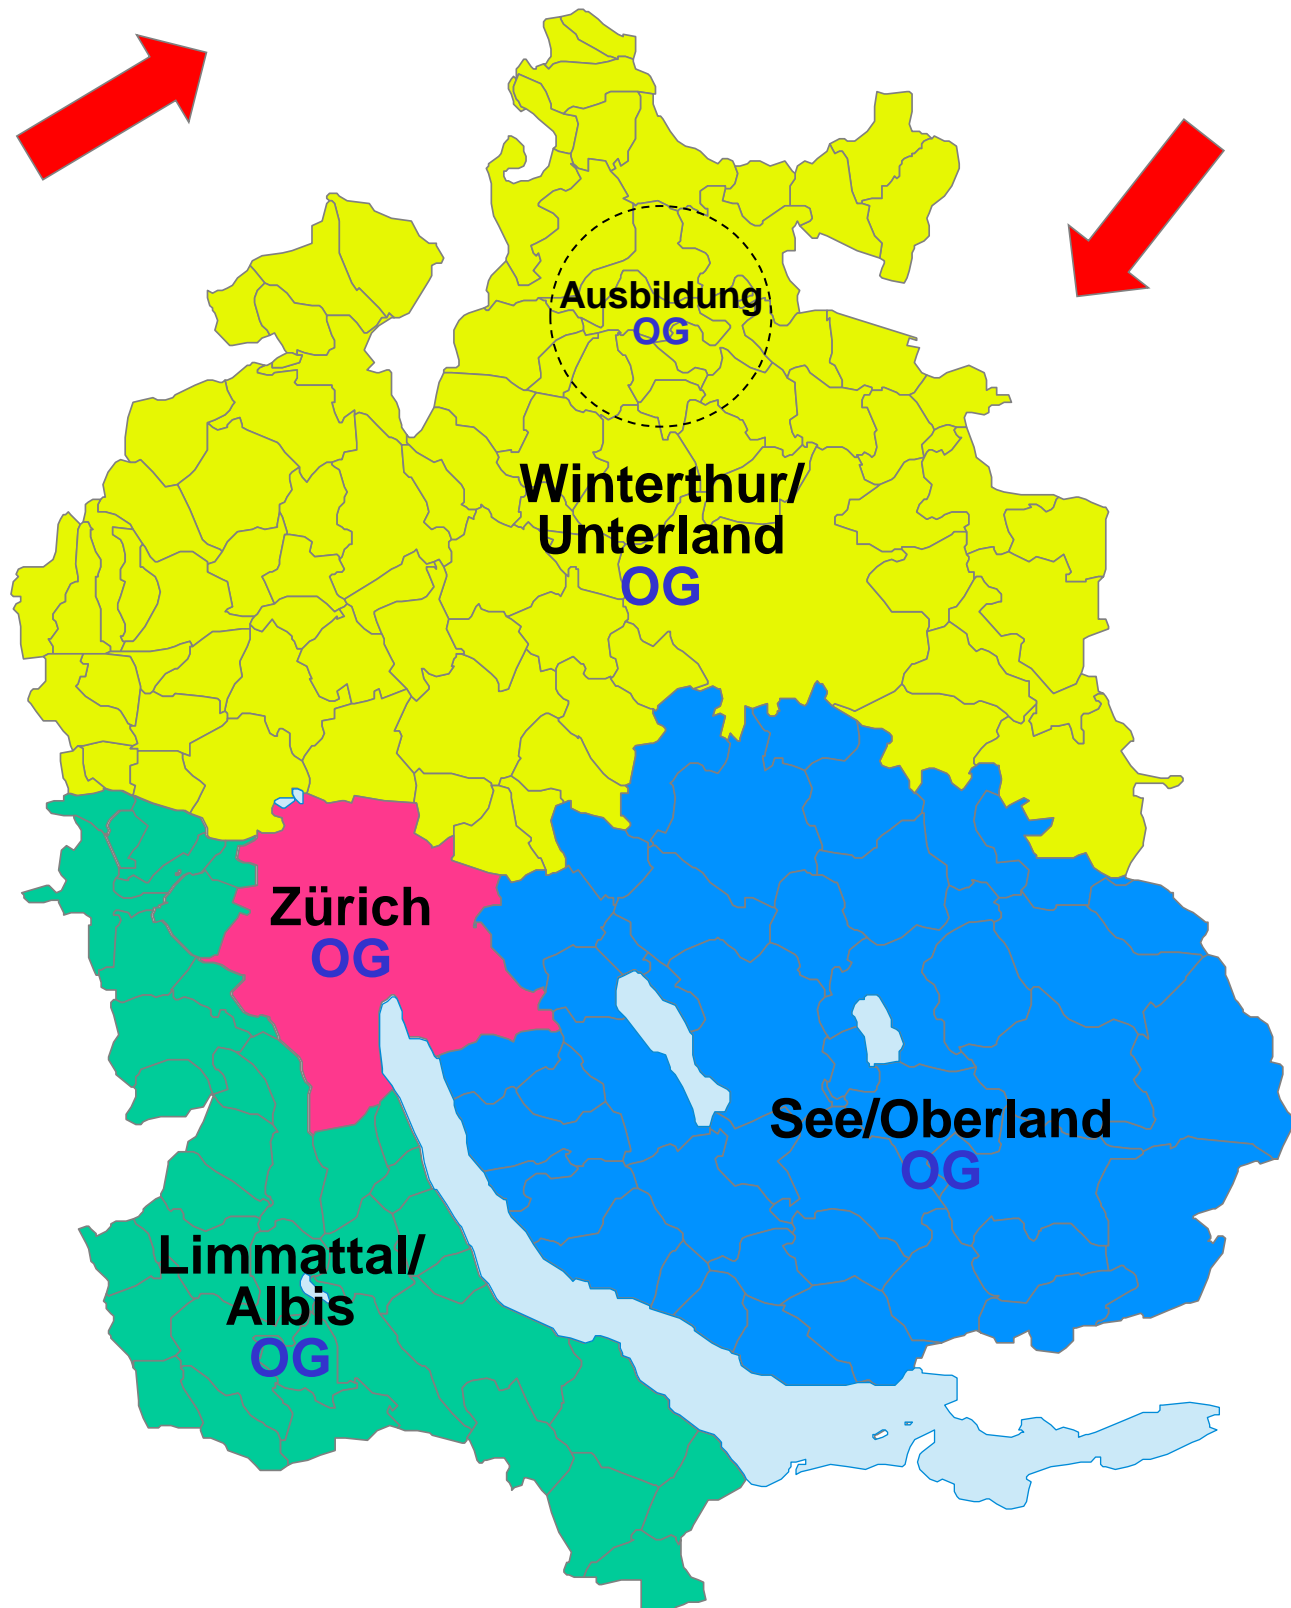 Ausbildung
OG
Winterthur/
Unterland
OG
Zürich
OG
See/Oberland
OG
Limmattal/
Albis
OG